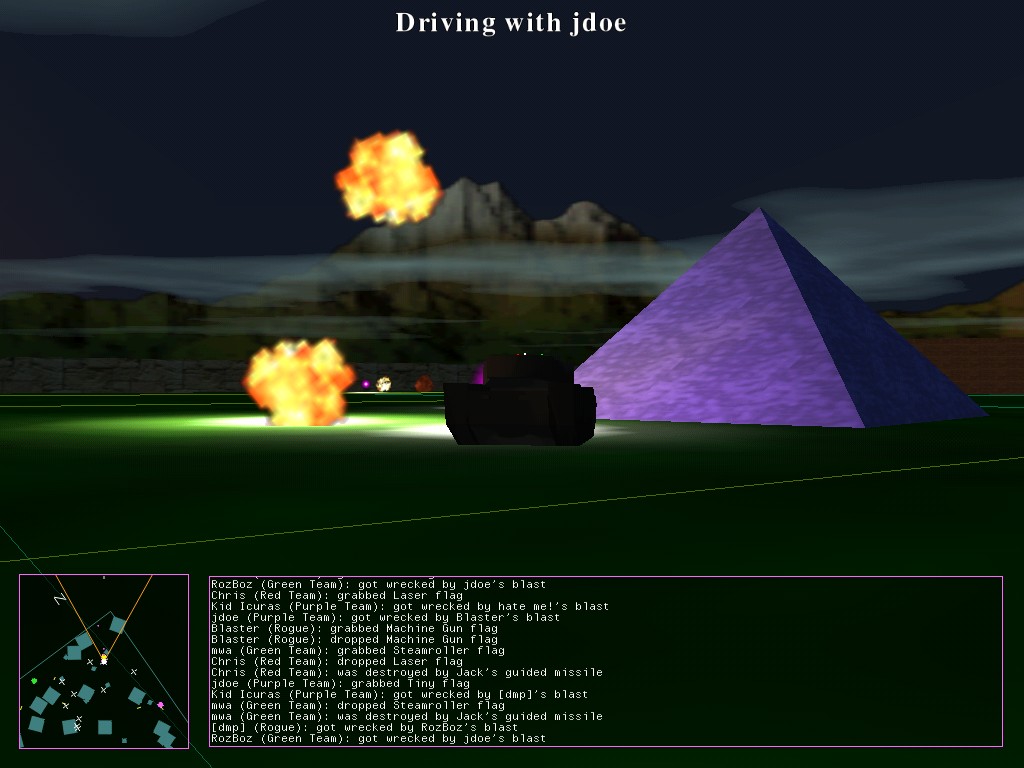 Driving with jdoe
RozBoz (Green Team): got wrecked by jdoe's blast
Chris (Red Team): grabbed Laser flag
Kid Icuras (Purple Team): got wrecked by hate me!'s blast
jdoe (Purple Team): got wrecked by Blaster's blast
Blaster (Rogue): grabbed Machine Gun flag
Blaster (Rogue): dropped Machine Gun flag
mwa (Green Team): grabbed Steamroller flag
Chris (Red Team): dropped Laser flag
Chris (Red Team): was destroyed by Jack's guided missile
jdoe (Purple Team): grabbed Tiny flag
Kid Icuras (Purple Team): got wrecked by [dmp]'s blast
mwa (Green Team): dropped Steamroller flag
mwa (Green Team): was destroyed by Jack's guided missile
[dmp] (Rogue): got wrecked by RozBoz's blast
RozBoz (Green Team): got wrecked by jdoe's blast
N